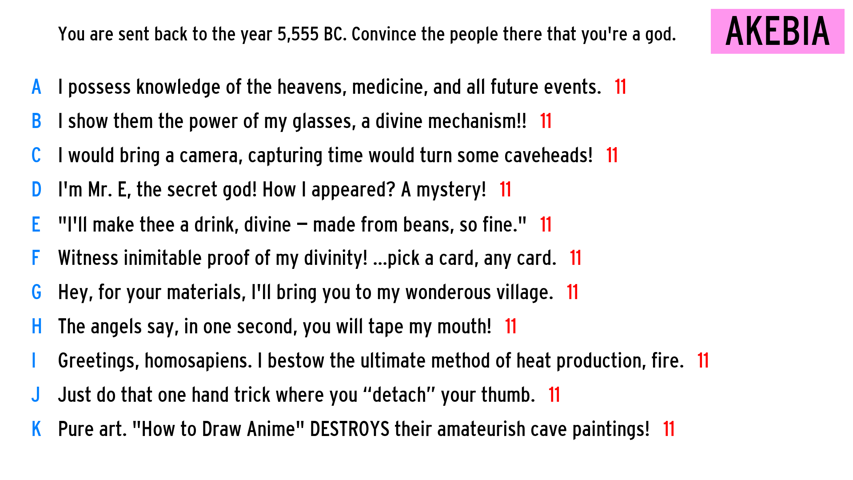 You are sent back to the year 5,555 BC. Convince the people there that you're a god.
AKEBIA
A I possess knowledge of the heavens, medicine, and all future events. 11
B I show them the power of my glasses, a divine mechanism!! 11
C I would bring a camera, capturing time would turn some caveheads! 11
D I'm Mr. E, the secret god! How I appeared? A mystery! 11
E "I'll make thee a drink, divine – made from beans, so fine." 11
F Witness inimitable proof of my divinity! ...pick a card, any card. 11
G Hey, for your materials, I'll bring you to my wonderous village. 11
H The angels say, in one second, you will tape my mouth! 11
I Greetings, homosapiens. I bestow the ultimate method of heat production, fire. 11
J Just do that one hand trick where you “detach” your thumb. 11
K Pure art. "How to Draw Anime" DESTROYS their amateurish cave paintings! 11